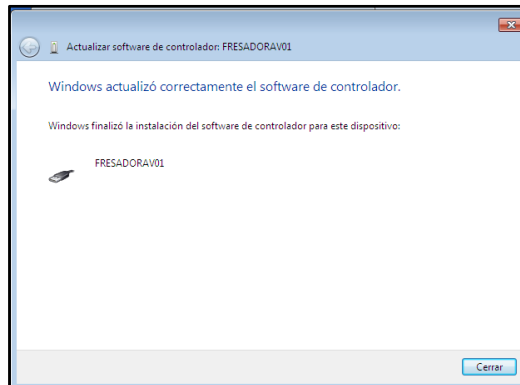 Actualizar software de controlador: FRESADORAV01
Windows actualizó correctamente el software de controlador.
Windows finalizó la instalación del software de controlador para este dispositivo:
FRESADORAV01
Cerrar